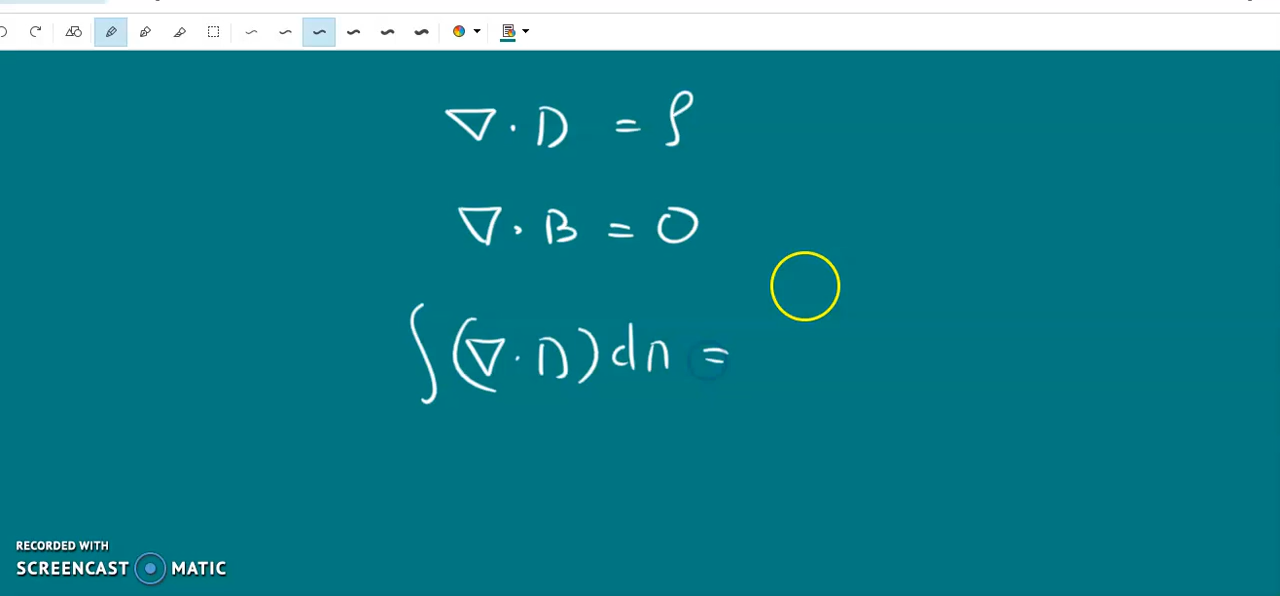 ∇ · D = ρ
∇ · B = 0
∫ (∇ · D) dn =
RECORDED WITH
SCREENCAST MATIC